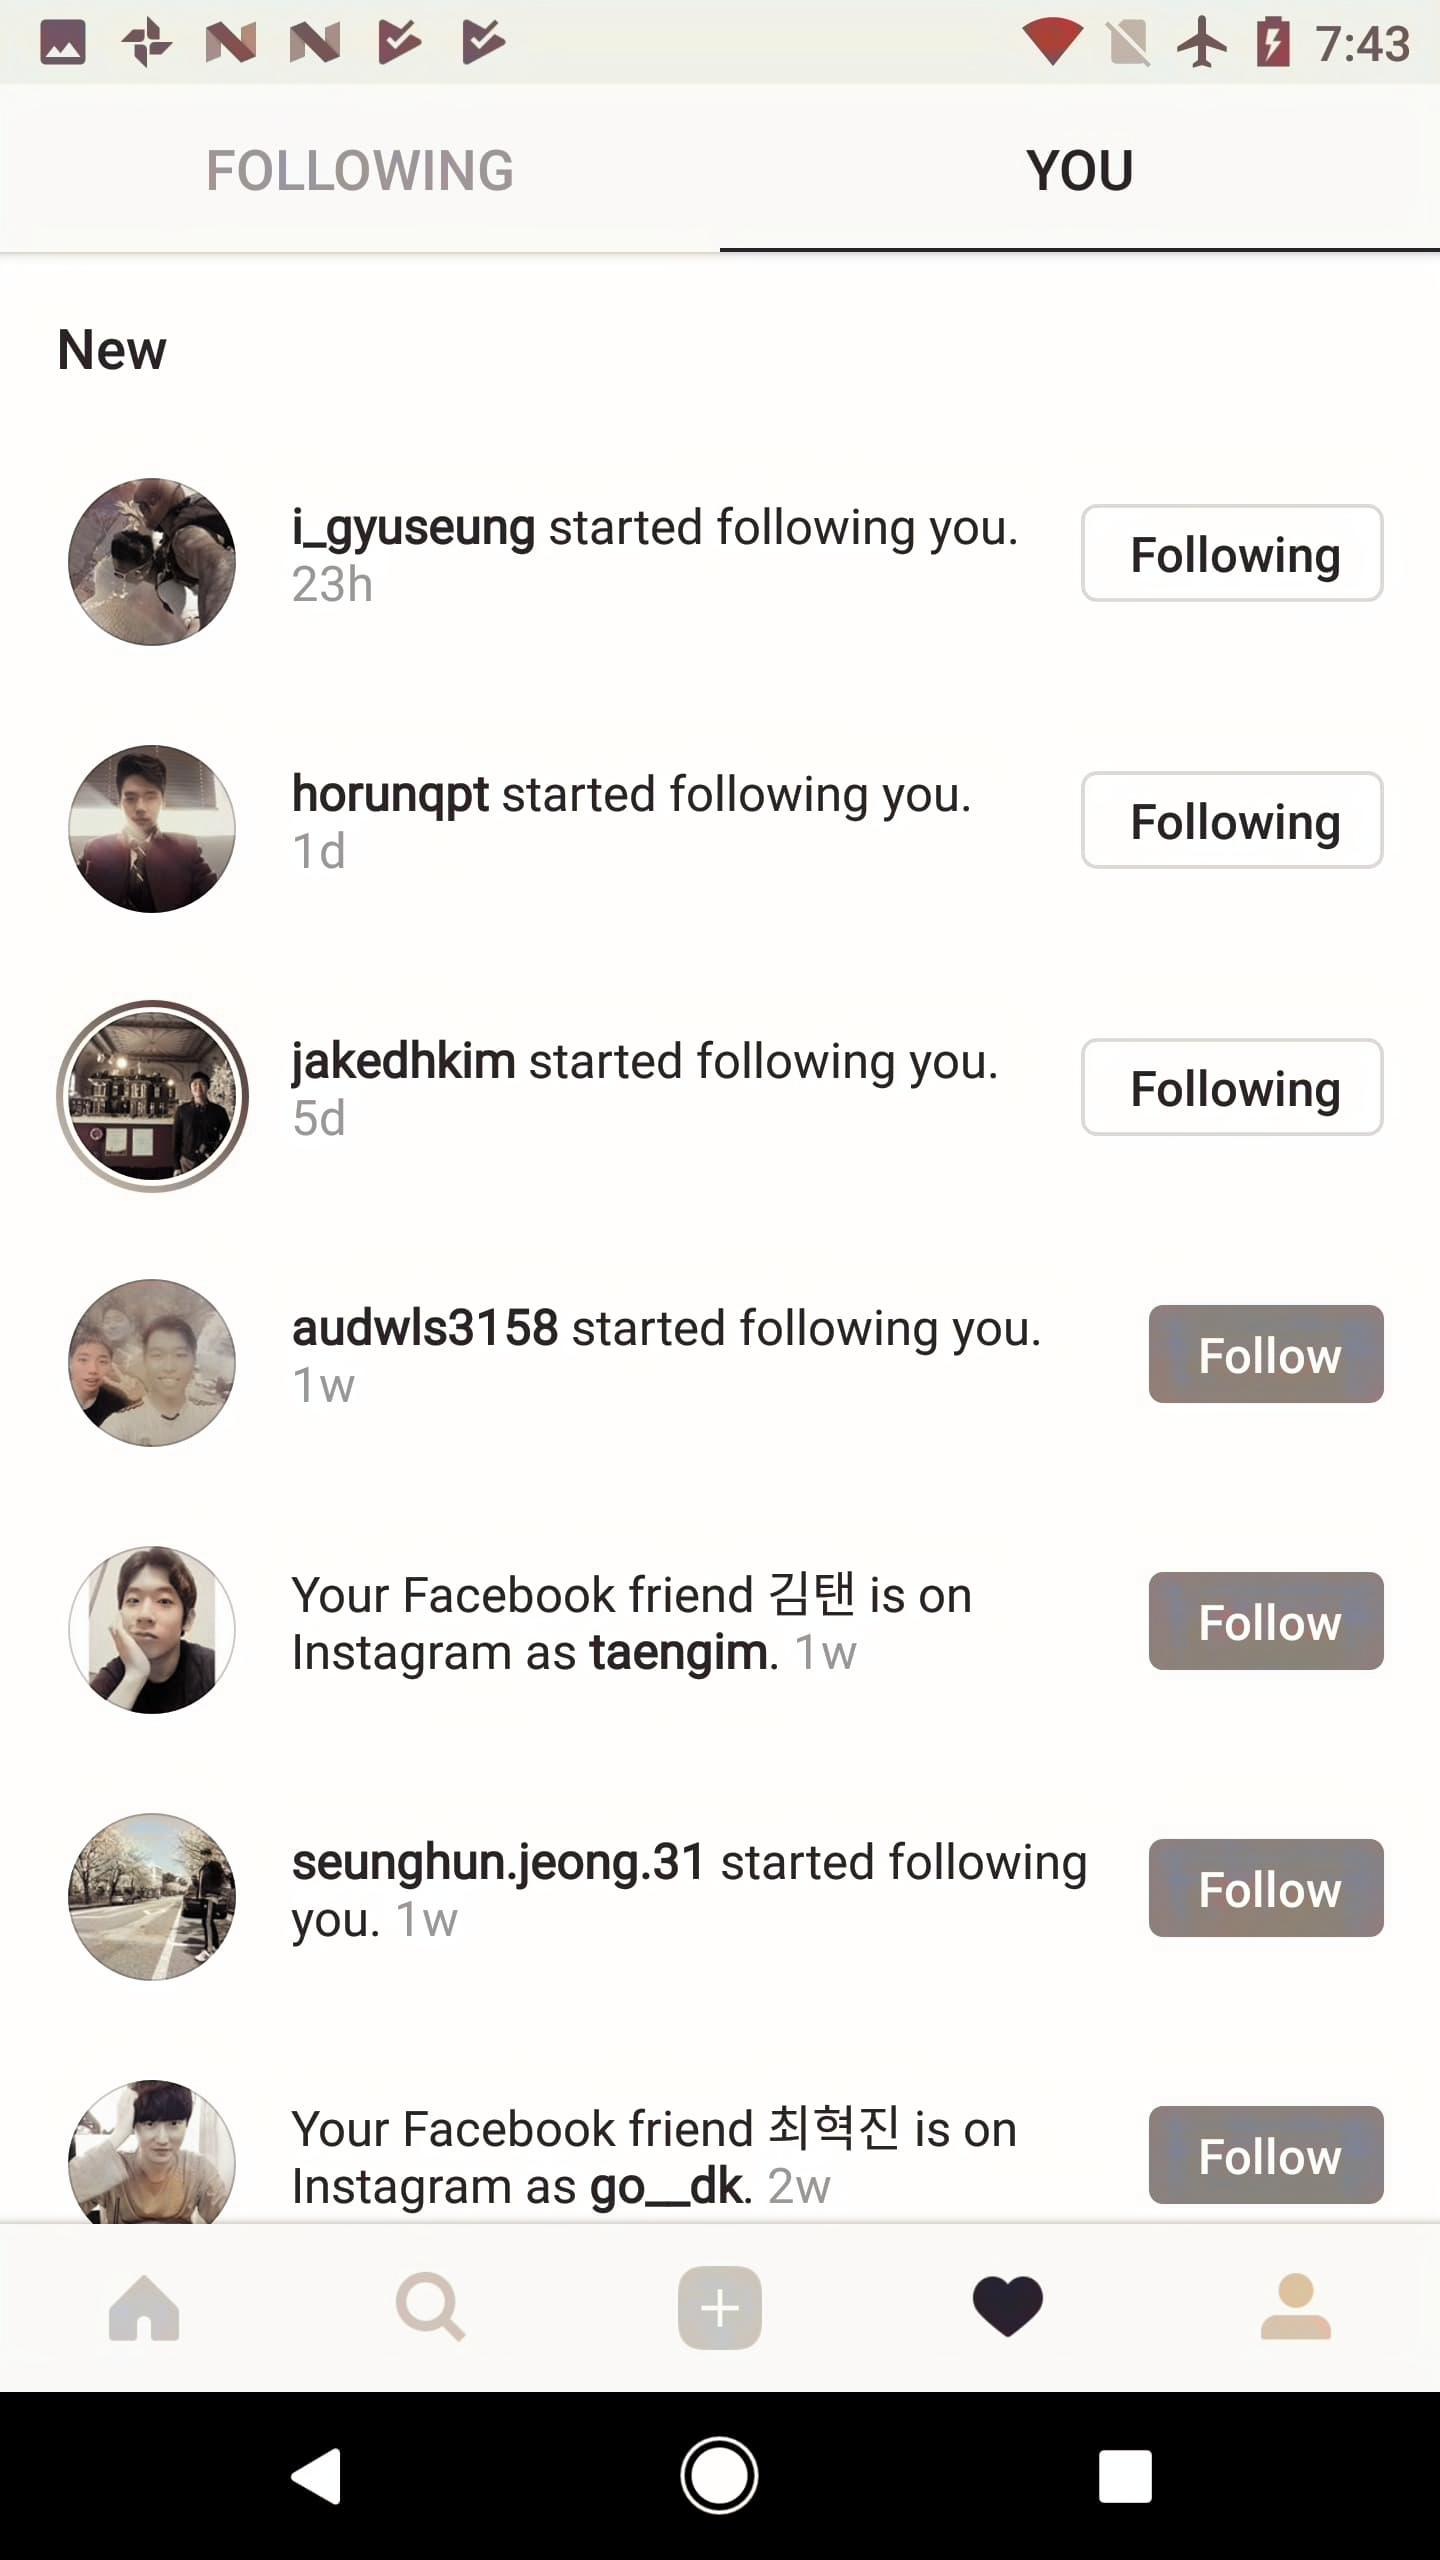 7:43
FOLLOWING
YOU
New
i_gyuseung started following you.
23h
Following
horunqpt started following you.
1d
Following
jakedhkim started following you.
5d
Following
audwls3158 started following you.
1w
Follow
Your Facebook friend 김탠 is on
Instagram as taengim. 1w
Follow
seunghun.jeong.31 started following
you. 1w
Follow
Your Facebook friend 최혁진 is on
Instagram as go__dk. 2w
Follow